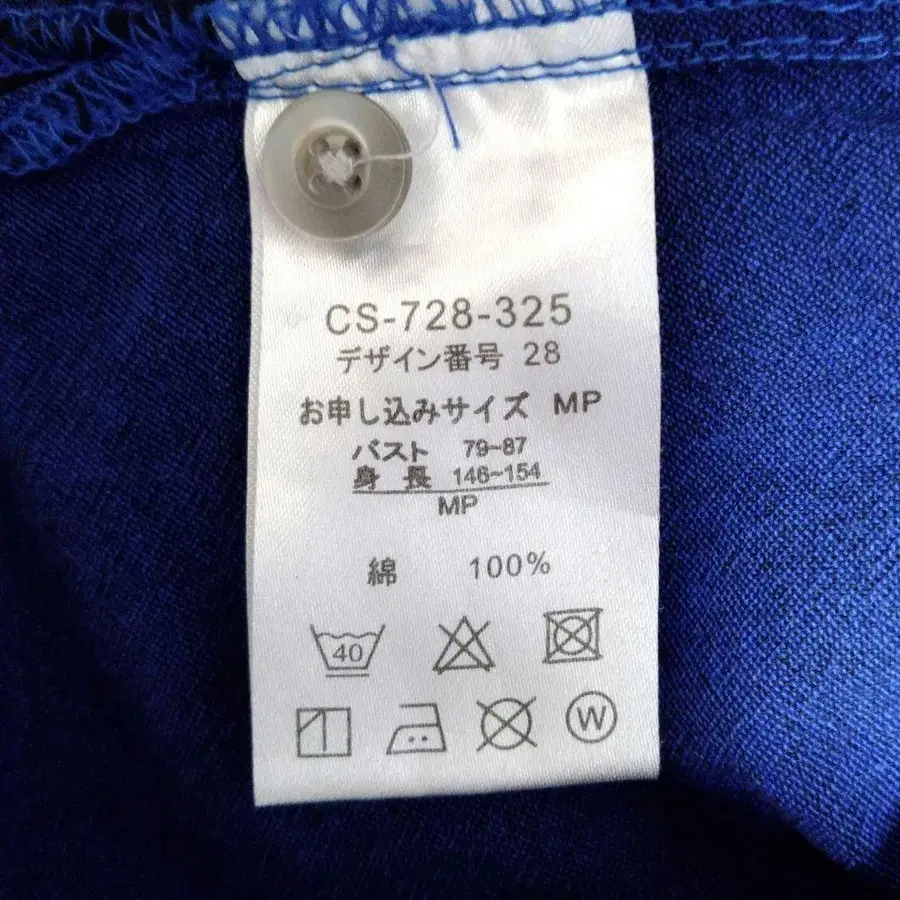 CS-728-325
デザイン番号 28
お申し込みサイズ MP
バスト 79~87
身長 146~154
MP
綿 100%
40
W